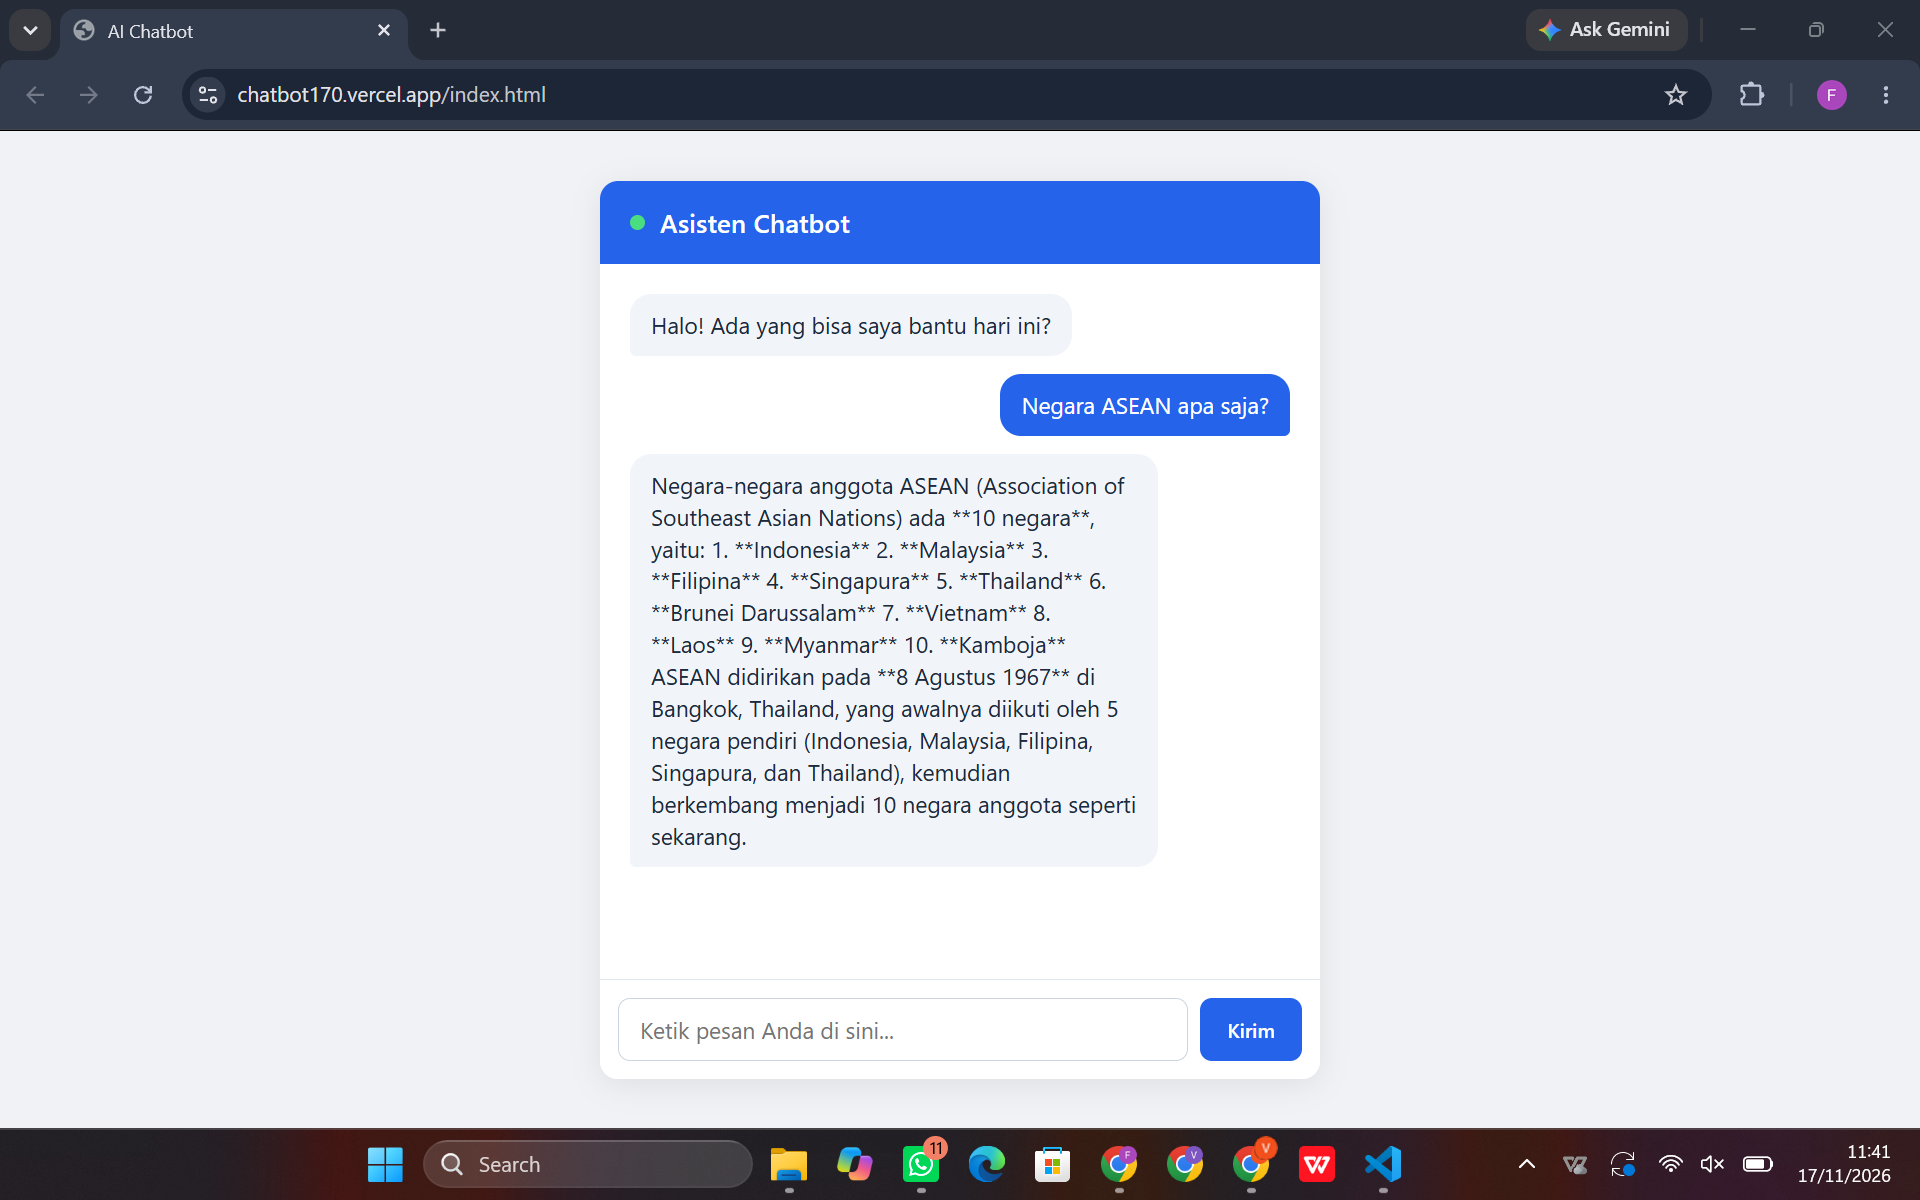 AI Chatbot
Ask Gemini
chatbot170.vercel.app/index.html
F
Asisten Chatbot
Halo! Ada yang bisa saya bantu hari ini?
Negara ASEAN apa saja?
Negara-negara anggota ASEAN (Association of
Southeast Asian Nations) ada **10 negara**,
yaitu: 1. **Indonesia** 2. **Malaysia** 3.
**Filipina** 4. **Singapura** 5. **Thailand** 6.
**Brunei Darussalam** 7. **Vietnam** 8.
**Laos** 9. **Myanmar** 10. **Kamboja**
ASEAN didirikan pada **8 Agustus 1967** di
Bangkok, Thailand, yang awalnya diikuti oleh 5
negara pendiri (Indonesia, Malaysia, Filipina,
Singapura, dan Thailand), kemudian
berkembang menjadi 10 negara anggota seperti
sekarang.
Ketik pesan Anda di sini...
Kirim
Search
11
F
V
V
W
11:41
17/11/2026